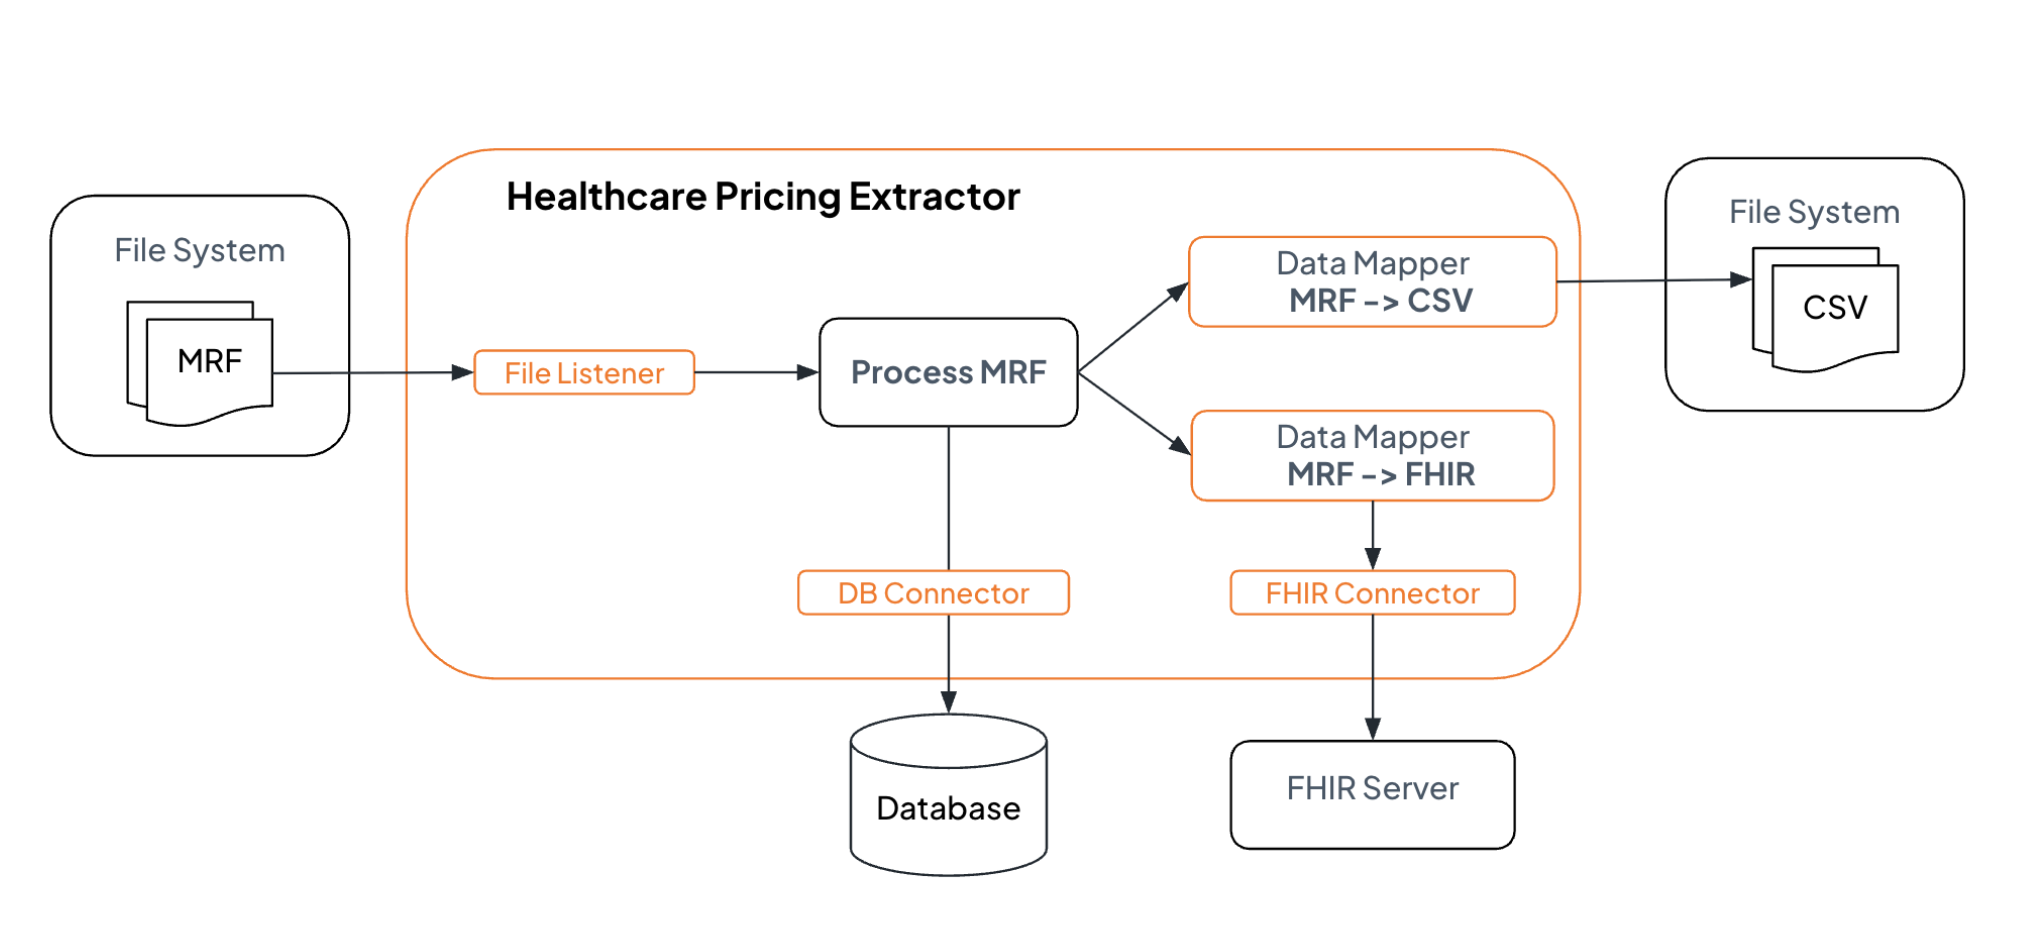 Healthcare Pricing Extractor
File System
MRF
File Listener
Process MRF
Data Mapper
MRF -> CSV
Data Mapper
MRF -> FHIR
File System
CSV
DB Connector
FHIR Connector
Database
FHIR Server